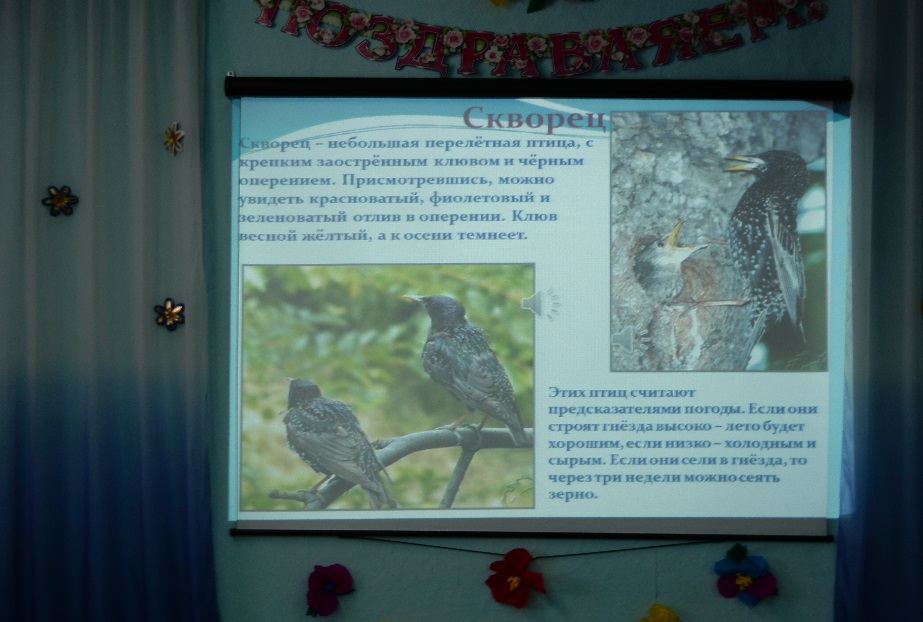 ПОЗДРАВЛЯЕМ!
Скворец
Скворец – небольшая перелётная птица, с
крепким заострённым клювом и чёрным
оперением. Присмотревшись, можно
увидеть красноватый, фиолетовый и
зеленоватый отлив в оперении. Клюв
весной жёлтый, а к осени темнеет.
Этих птиц считают
предсказателями погоды. Если они
строят гнёзда высоко – лето будет
хорошим, если низко – холодным и
сырым. Если они сели в гнёзда, то
через три недели можно сеять
зерно.